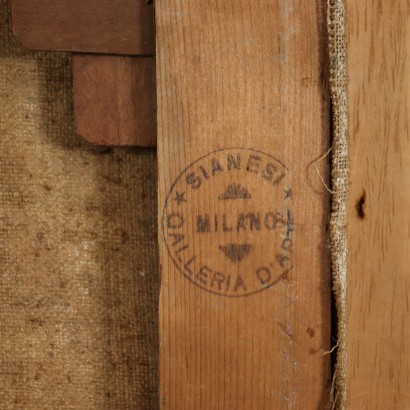 ★ SIANESI ★
MILANO
GALLERIA D'ARTE